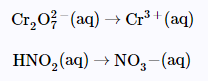 Cr₂O₇²⁻(aq) → Cr³⁺(aq)
HNO₂(aq) → NO₃−(aq)